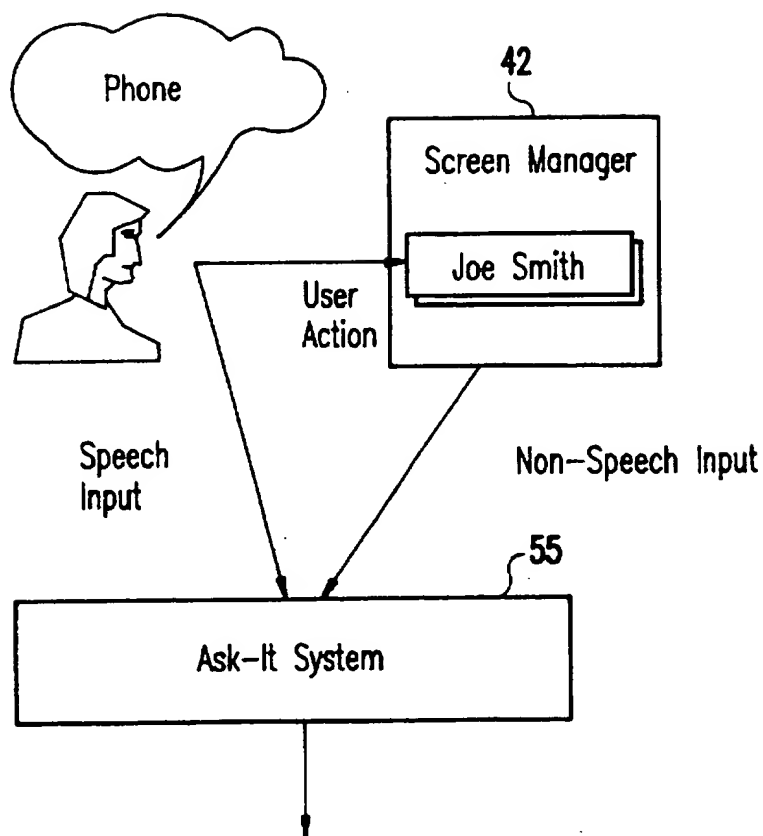 Phone
42
Screen Manager
Joe Smith
User
Action
Speech
Input
Non-Speech Input
55
Ask-It System